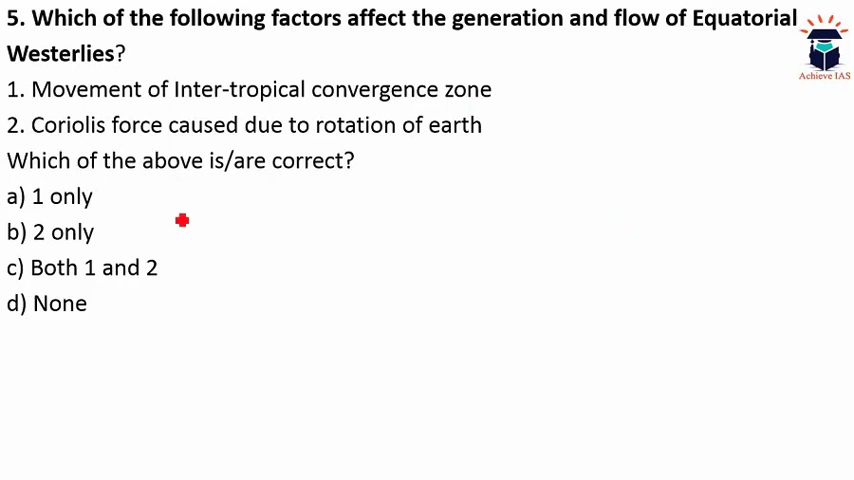 5. Which of the following factors affect the generation and flow of Equatorial
Westerlies?
1. Movement of Inter-tropical convergence zone
2. Coriolis force caused due to rotation of earth
Which of the above is/are correct?
a) 1 only
b) 2 only
c) Both 1 and 2
d) None
Achieve IAS